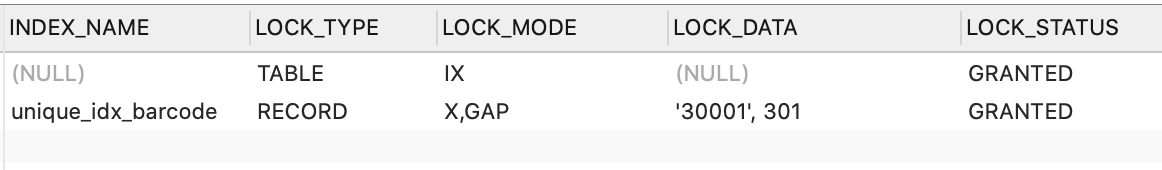 INDEX_NAME LOCK_TYPE LOCK_MODE LOCK_DATA LOCK_STATUS
(NULL) TABLE IX (NULL) GRANTED
unique_idx_barcode RECORD X,GAP '30001', 301 GRANTED